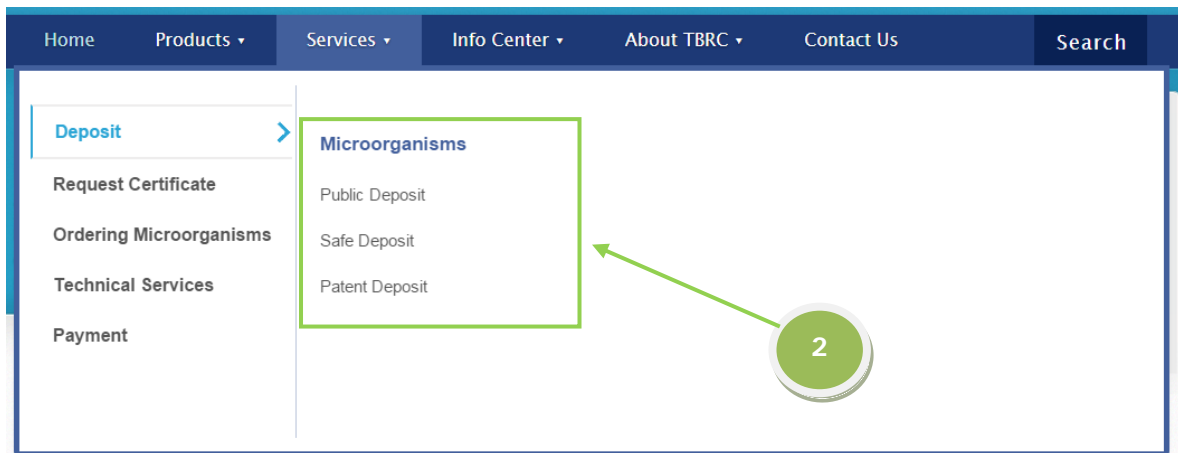 Home Products Services Info Center About TBRC Contact Us Search
Deposit
Request Certificate
Ordering Microorganisms
Technical Services
Payment
Microorganisms
Public Deposit
Safe Deposit
Patent Deposit
2